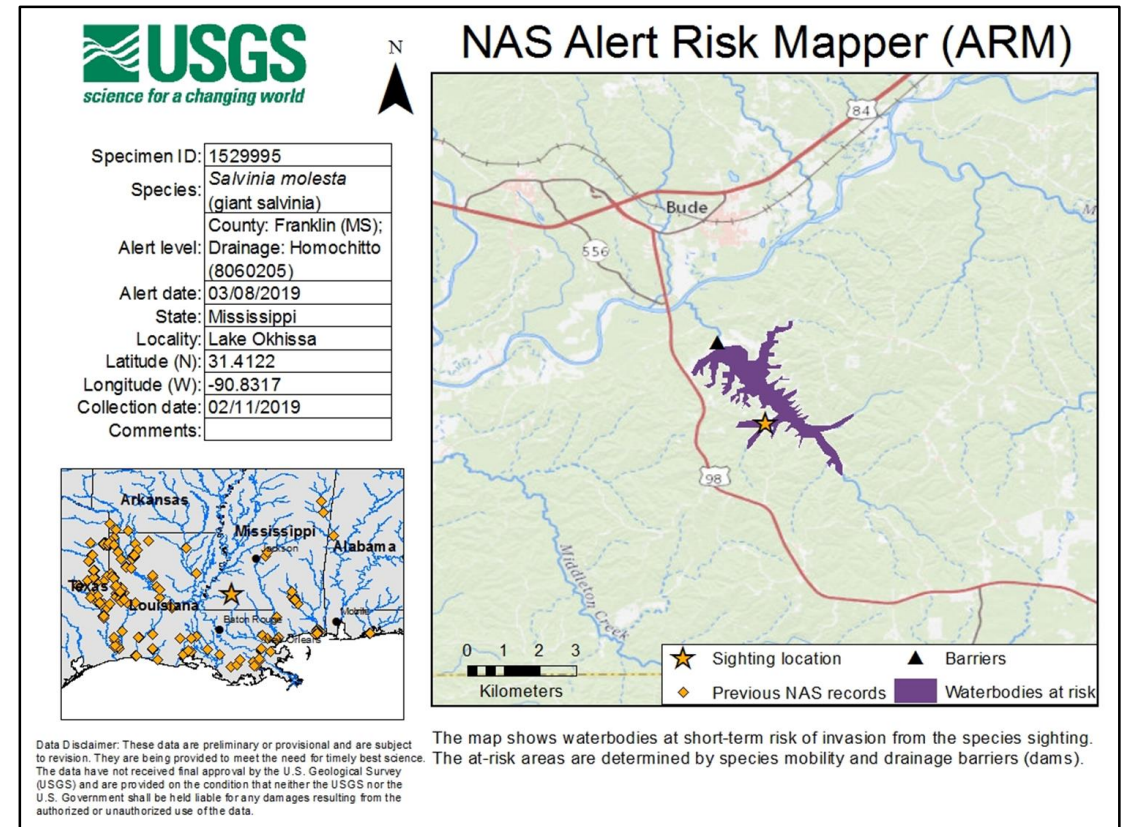 USGS
science for a changing world
N
NAS Alert Risk Mapper (ARM)
Specimen ID: 1529995
Species: Salvinia molesta
(giant salvinia)
Alert level: County: Franklin (MS);
Drainage: Homochitto
(8060205)
Alert date: 03/08/2019
State: Mississippi
Locality: Lake Okhissa
Latitude (N): 31.4122
Longitude (W): -90.8317
Collection date: 02/11/2019
Comments:
84
Bude
556
98
Middleton Creek
Arkansas
Mississippi
Jackson
Alabama
Texas
Louisiana
Baton Rouge
Mobile
New Orleans
0 1 2 3
Kilometers
Sighting location
Barriers
Previous NAS records
Waterbodies at risk
The map shows waterbodies at short-term risk of invasion from the species sighting.
The at-risk areas are determined by species mobility and drainage barriers (dams).
Data Disclaimer: These data are preliminary or provisional and are subject
to revision. They are being provided to meet the need for timely best science.
The data have not received final approval by the U.S. Geological Survey
(USGS) and are provided on the condition that neither the USGS nor the
U.S. Government shall be held liable for any damages resulting from the
authorized or unauthorized use of the data.